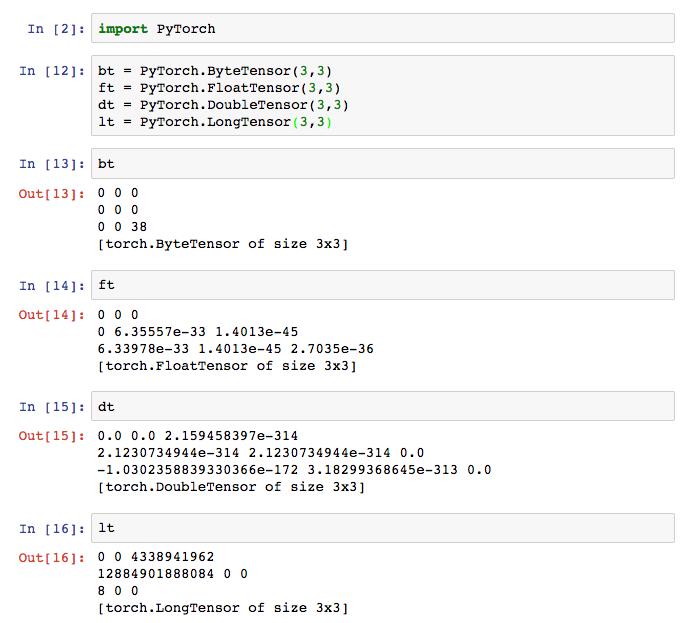 In [2]: import PyTorch
In [12]: bt = PyTorch.ByteTensor(3,3)
ft = PyTorch.FloatTensor(3,3)
dt = PyTorch.DoubleTensor(3,3)
lt = PyTorch.LongTensor(3,3)
In [13]: bt
Out[13]: 0 0 0
0 0 0
0 0 38
[torch.ByteTensor of size 3x3]
In [14]: ft
Out[14]: 0 0 0
0 6.35557e-33 1.4013e-45
6.33978e-33 1.4013e-45 2.7035e-36
[torch.FloatTensor of size 3x3]
In [15]: dt
Out[15]: 0.0 0.0 2.159458397e-314
2.1230734944e-314 2.1230734944e-314 0.0
-1.0302358839330366e-172 3.18299368645e-313 0.0
[torch.DoubleTensor of size 3x3]
In [16]: lt
Out[16]: 0 0 4338941962
12884901888084 0 0
8 0 0
[torch.LongTensor of size 3x3]